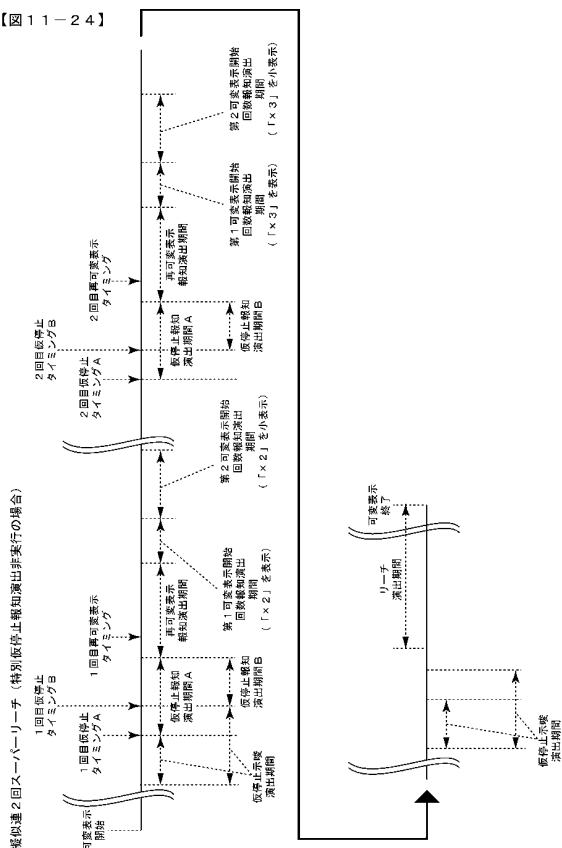 【図11-24】
擬似連2回スーパーリーチ（特別仮停止報知演出非実行の場合）
可変表示
開始
1回目仮停止
タイミングA
1回目仮停止
タイミングB
1回目再可変表示
タイミング
仮停止示唆
演出期間
仮停止報知
演出期間A
仮停止報知
演出期間B
再可変表示
報知演出期間
第1可変表示開始
回数報知演出
期間
(「×2」を表示)
第2可変表示開始
回数報知演出
期間
(「×2」を小表示)
2回目仮停止
タイミングA
2回目仮停止
タイミングB
2回目再可変表示
タイミング
仮停止報知
演出期間A
仮停止報知
演出期間B
再可変表示
報知演出期間
第1可変表示開始
回数報知演出
期間
(「×3」を表示)
第2可変表示開始
回数報知演出
期間
(「×3」を小表示)
仮停止示唆
演出期間
リーチ
演出期間
可変表示
終了